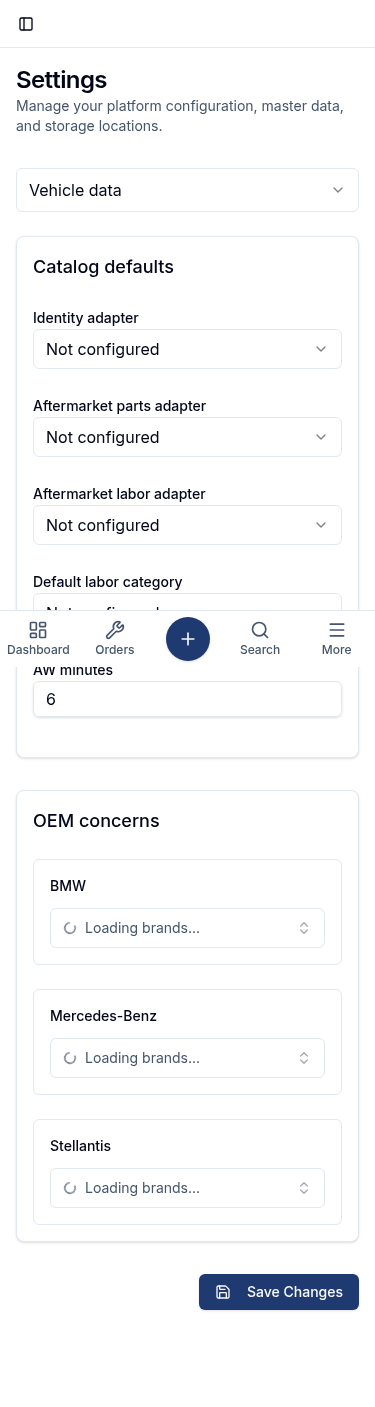 Settings
Manage your platform configuration, master data,
and storage locations.
Vehicle data
Catalog defaults
Identity adapter
Not configured
Aftermarket parts adapter
Not configured
Aftermarket labor adapter
Not configured
Default labor category
Dashboard
Orders
Search
More
AW minutes
6
OEM concerns
BMW
Loading brands...
Mercedes-Benz
Loading brands...
Stellantis
Loading brands...
Save Changes